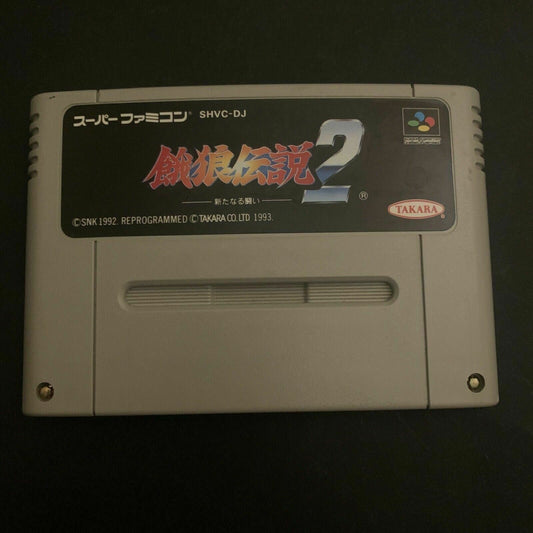 スーパーファミコン® SHVC-DJ
餓狼伝説2
新たなる闘い ®
©SNK 1992. REPROGRAMMED ©TAKARA CO.LTD 1993.
TAKARA